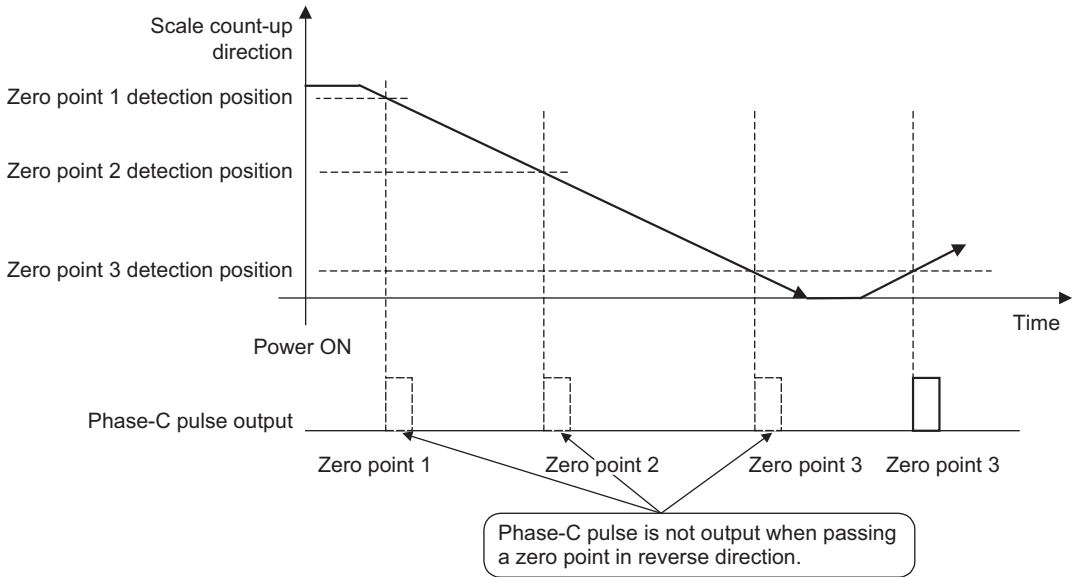 Scale count-up
direction
Zero point 1 detection position
Zero point 2 detection position
Zero point 3 detection position
Time
Power ON
Phase-C pulse output
Zero point 1
Zero point 2
Zero point 3
Zero point 3
Phase-C pulse is not output when passing
a zero point in reverse direction.